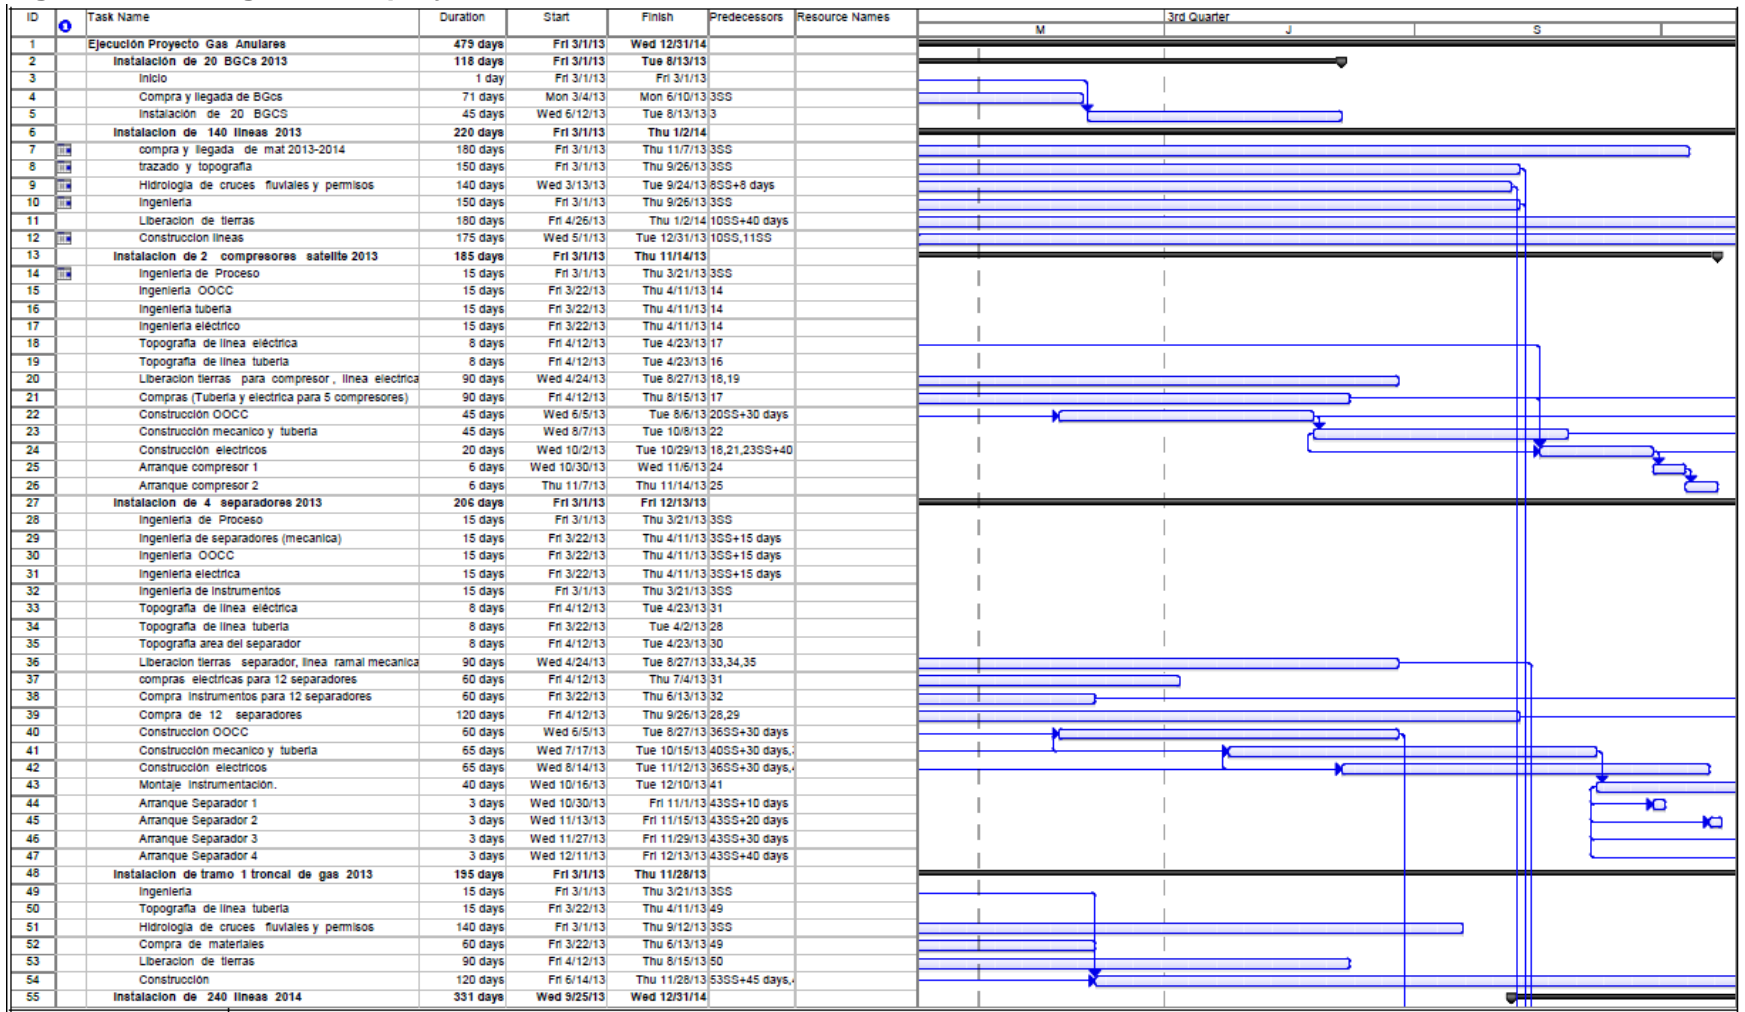 ID Task Name Duration Start Finish Predecessors Resource Names 3rd Quarter
M J S
1 Ejecución Proyecto Gas Anulares 479 days Fri 3/1/13 Wed 12/31/14
2 Instalación de 20 BGCs 2013 118 days Fri 3/1/13 Tue 8/13/13
3 Inicio 1 day Fri 3/1/13 Fri 3/1/13
4 Compra y llegada de BGcs 71 days Mon 3/4/13 Mon 6/10/13 3SS
5 Instalación de 20 BGCS 45 days Wed 6/12/13 Tue 8/13/13 3
6 Instalacion de 140 lineas 2013 220 days Fri 3/1/13 Thu 1/2/14
7 compra y llegada de mat 2013-2014 180 days Fri 3/1/13 Thu 11/7/13 3SS
8 trazado y topografia 150 days Fri 3/1/13 Thu 9/26/13 3SS
9 Hidrologia de cruces fluviales y permisos 140 days Wed 3/13/13 Tue 9/24/13 8SS+8 days
10 Ingenieria 150 days Fri 3/1/13 Thu 9/26/13 3SS
11 Liberacion de tierras 180 days Fri 4/26/13 Thu 1/2/14 10SS+40 days
12 Construccion lineas 175 days Wed 5/1/13 Tue 12/31/13 10SS,11SS
13 Instalacion de 2 compresores satelite 2013 185 days Fri 3/1/13 Thu 11/14/13
14 Ingenieria de Proceso 15 days Fri 3/1/13 Thu 3/21/13 3SS
15 Ingenieria OOCC 15 days Fri 3/22/13 Thu 4/11/13 14
16 Ingenieria tuberia 15 days Fri 3/22/13 Thu 4/11/13 14
17 Ingenieria eléctrico 15 days Fri 3/22/13 Thu 4/11/13 14
18 Topografia de linea eléctrica 8 days Fri 4/12/13 Tue 4/23/13 17
19 Topografia de linea tuberia 8 days Fri 4/12/13 Tue 4/23/13 16
20 Liberacion tierras para compresor , linea electrica 90 days Wed 4/24/13 Tue 8/27/13 18,19
21 Compras (Tuberia y electrica para 5 compresores) 90 days Fri 4/12/13 Thu 8/15/13 17
22 Construcción OOCC 45 days Wed 6/5/13 Tue 8/6/13 20SS+30 days
23 Construcción mecanico y tuberia 45 days Wed 8/7/13 Tue 10/8/13 22
24 Construcción electricos 20 days Wed 10/2/13 Tue 10/29/13 18,21,23SS+40
25 Arranque compresor 1 6 days Wed 10/30/13 Wed 11/6/13 24
26 Arranque compresor 2 6 days Thu 11/7/13 Thu 11/14/13 25
27 Instalacion de 4 separadores 2013 206 days Fri 3/1/13 Fri 12/13/13
28 Ingenieria de Proceso 15 days Fri 3/1/13 Thu 3/21/13 3SS
29 Ingenieria de separadores (mecanica) 15 days Fri 3/22/13 Thu 4/11/13 3SS+15 days
30 Ingenieria OOCC 15 days Fri 3/22/13 Thu 4/11/13 3SS+15 days
31 Ingenieria electrica 15 days Fri 3/22/13 Thu 4/11/13 3SS+15 days
32 Ingenieria de Instrumentos 15 days Fri 3/1/13 Thu 3/21/13 3SS
33 Topografia de linea eléctrica 8 days Fri 4/12/13 Tue 4/23/13 31
34 Topografia de linea tuberia 8 days Fri 3/22/13 Tue 4/2/13 28
35 Topografia area del separador 8 days Fri 4/12/13 Tue 4/23/13 30
36 Liberacion tierras separador, linea ramal mecanica 90 days Wed 4/24/13 Tue 8/27/13 33,34,35
37 compras electricas para 12 separadores 60 days Fri 4/12/13 Thu 7/4/13 31
38 Compra Instrumentos para 12 separadores 60 days Fri 3/22/13 Thu 6/13/13 32
39 Compra de 12 separadores 120 days Fri 4/12/13 Thu 9/26/13 28,29
40 Construccion OOCC 60 days Wed 6/5/13 Tue 8/27/13 36SS+30 days
41 Construcción mecanico y tuberia 65 days Wed 7/17/13 Tue 10/15/13 40SS+30 days,
42 Construcción electricos 65 days Wed 8/14/13 Tue 11/12/13 36SS+30 days,
43 Montaje Instrumentación. 40 days Wed 10/16/13 Tue 12/10/13 41
44 Arranque Separador 1 3 days Wed 10/30/13 Fri 11/1/13 43SS+10 days
45 Arranque Separador 2 3 days Wed 11/13/13 Fri 11/15/13 43SS+20 days
46 Arranque Separador 3 3 days Wed 11/27/13 Fri 11/29/13 43SS+30 days
47 Arranque Separador 4 3 days Wed 12/11/13 Fri 12/13/13 43SS+40 days
48 Instalacion de tramo 1 troncal de gas 2013 195 days Fri 3/1/13 Thu 11/28/13
49 Ingenieria 15 days Fri 3/1/13 Thu 3/21/13 3SS
50 Topografia de linea tuberia 15 days Fri 3/22/13 Thu 4/11/13 49
51 Hidrologia de cruces fluviales y permisos 140 days Fri 3/1/13 Thu 9/12/13 3SS
52 Compra de materiales 60 days Fri 3/22/13 Thu 6/13/13 49
53 Liberacion de tierras 90 days Fri 4/12/13 Thu 8/15/13 50
54 Construcción 120 days Fri 6/14/13 Thu 11/28/13 53SS+45 days,
55 Instalacion de 240 lineas 2014 331 days Wed 9/25/13 Wed 12/31/14